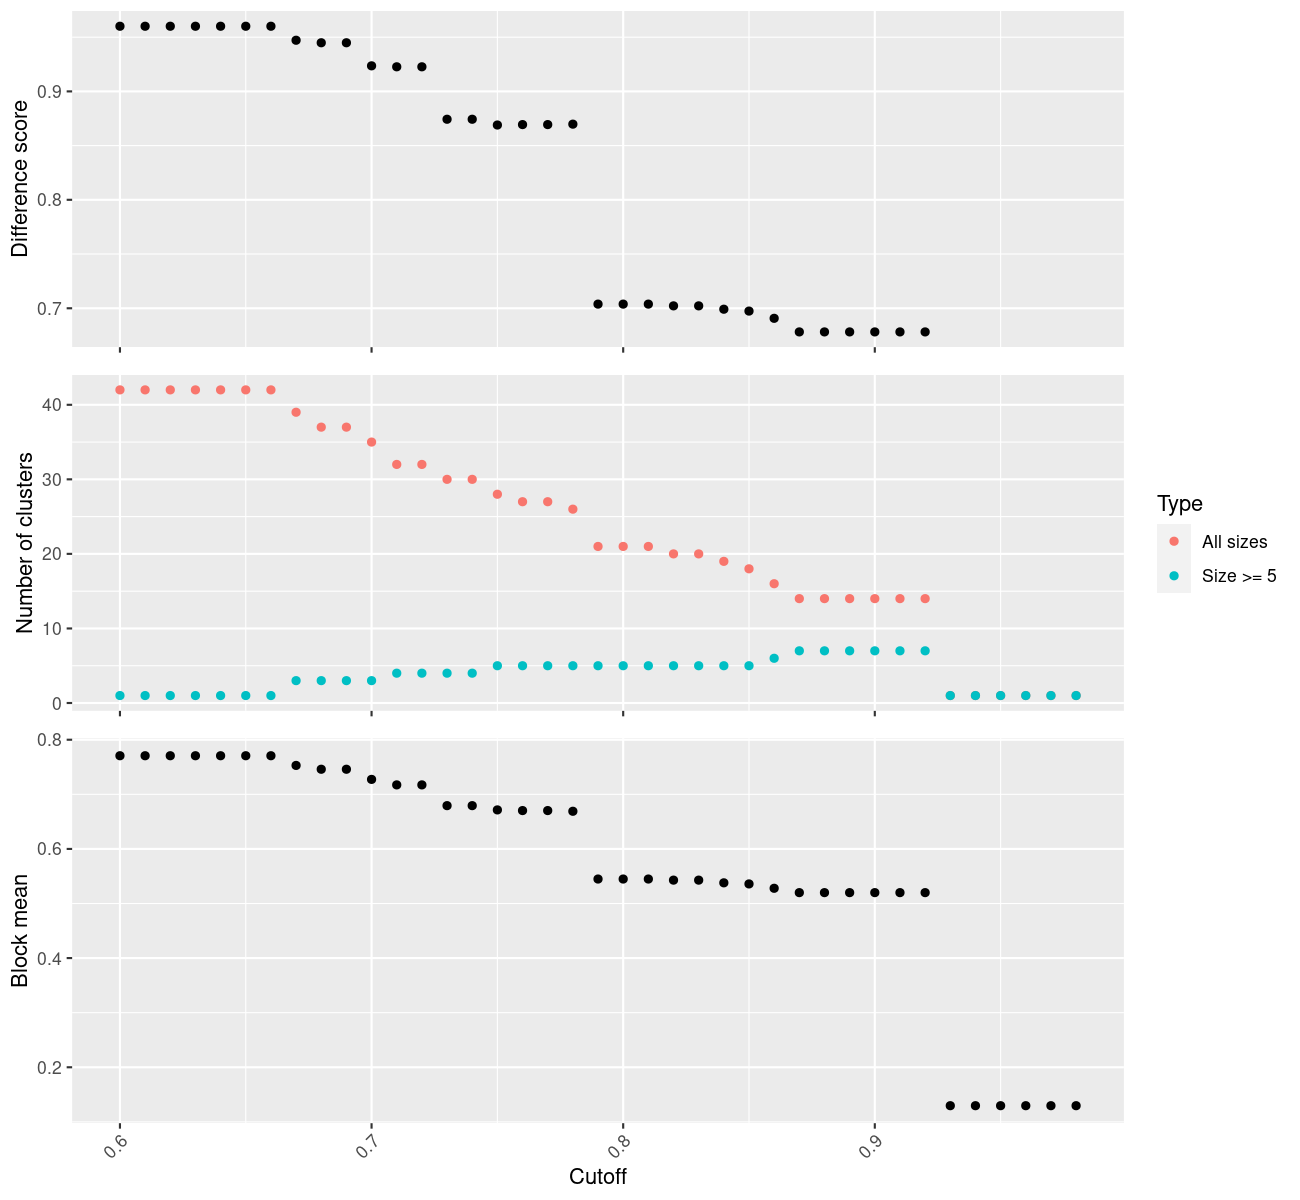 Difference score
0.9
0.8
0.7
Number of clusters
40
30
20
10
0
Type
All sizes
Size >= 5
Block mean
0.8
0.6
0.4
0.2
0.6
0.7
0.8
0.9
Cutoff